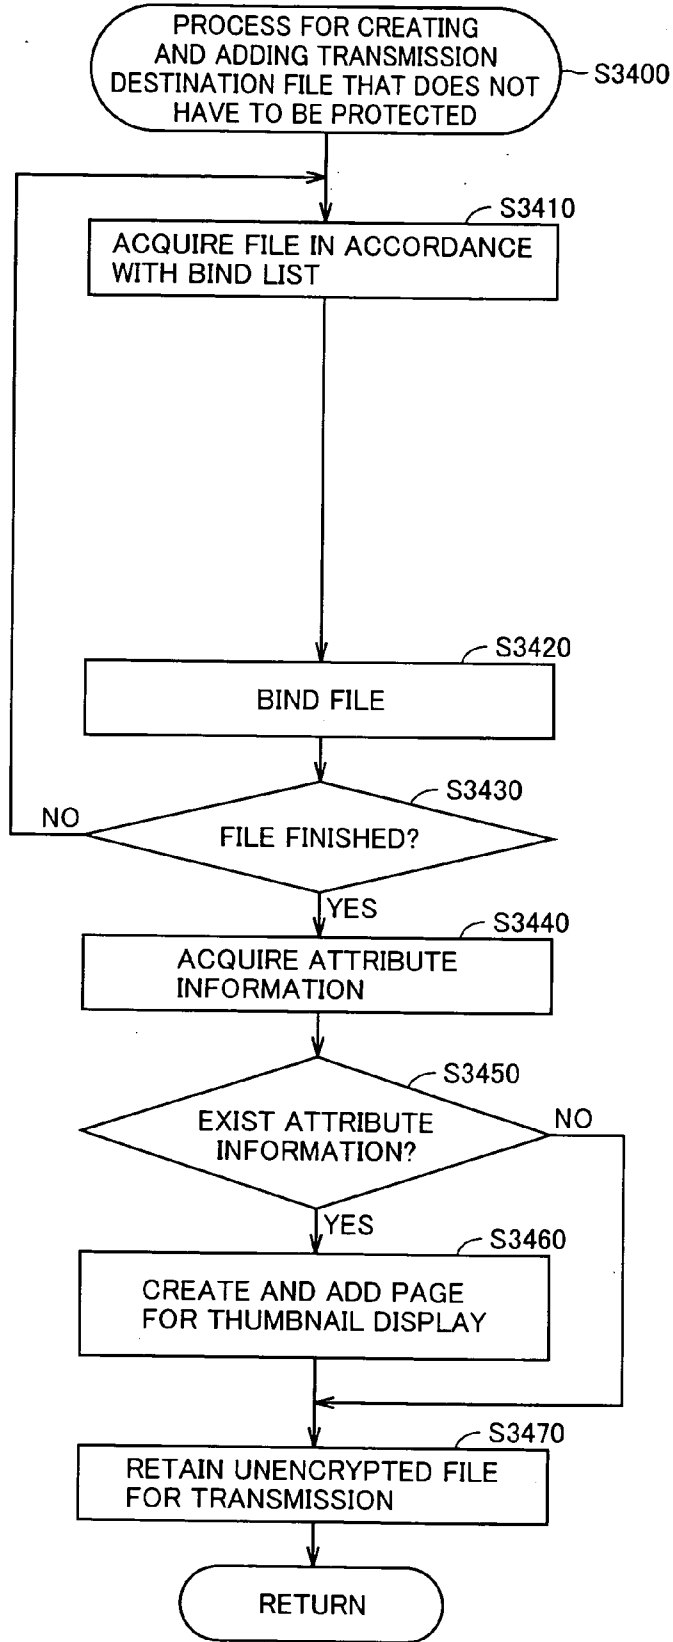 PROCESS FOR CREATING
AND ADDING TRANSMISSION
DESTINATION FILE THAT DOES NOT
HAVE TO BE PROTECTED
S3400
S3410
ACQUIRE FILE IN ACCORDANCE
WITH BIND LIST
S3420
BIND FILE
S3430
NO
FILE FINISHED?
YES
S3440
ACQUIRE ATTRIBUTE
INFORMATION
S3450
EXIST ATTRIBUTE
INFORMATION?
NO
YES
S3460
CREATE AND ADD PAGE
FOR THUMBNAIL DISPLAY
S3470
RETAIN UNENCRYPTED FILE
FOR TRANSMISSION
RETURN